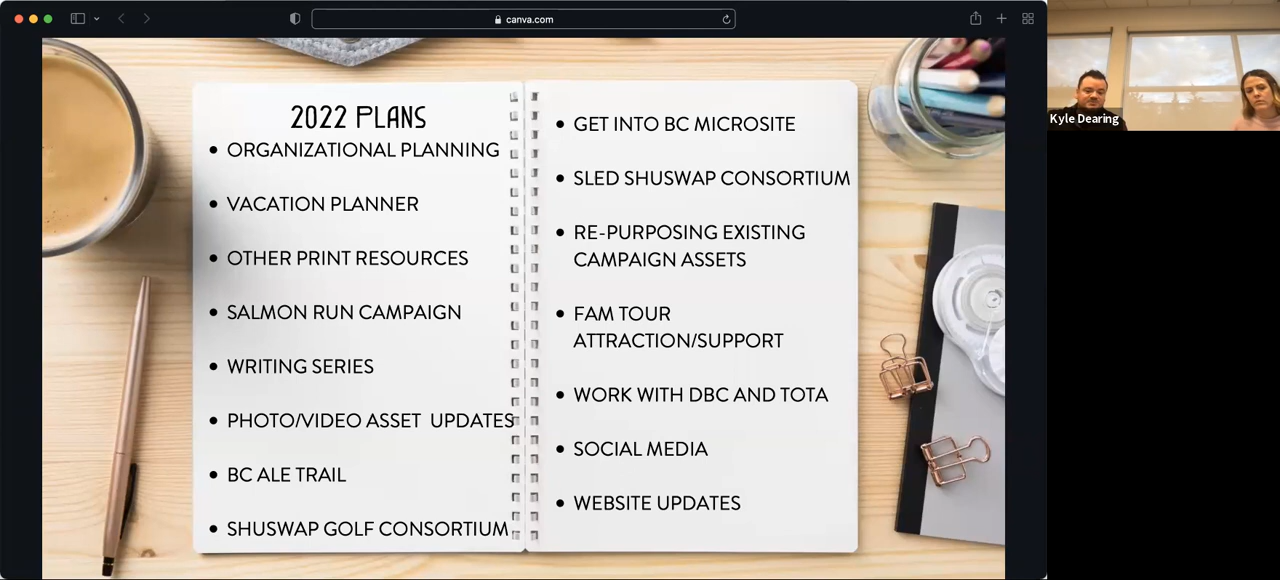 canva.com
2022 PLANS
• ORGANIZATIONAL PLANNING
• VACATION PLANNER
• OTHER PRINT RESOURCES
• SALMON RUN CAMPAIGN
• WRITING SERIES
• PHOTO/VIDEO ASSET UPDATES
• BC ALE TRAIL
• SHUSWAP GOLF CONSORTIUM
• GET INTO BC MICROSITE
• SLED SHUSWAP CONSORTIUM
• RE-PURPOSING EXISTING
CAMPAIGN ASSETS
• FAM TOUR
ATTRACTION/SUPPORT
• WORK WITH DBC AND TOTA
• SOCIAL MEDIA
• WEBSITE UPDATES
Kyle Dearing